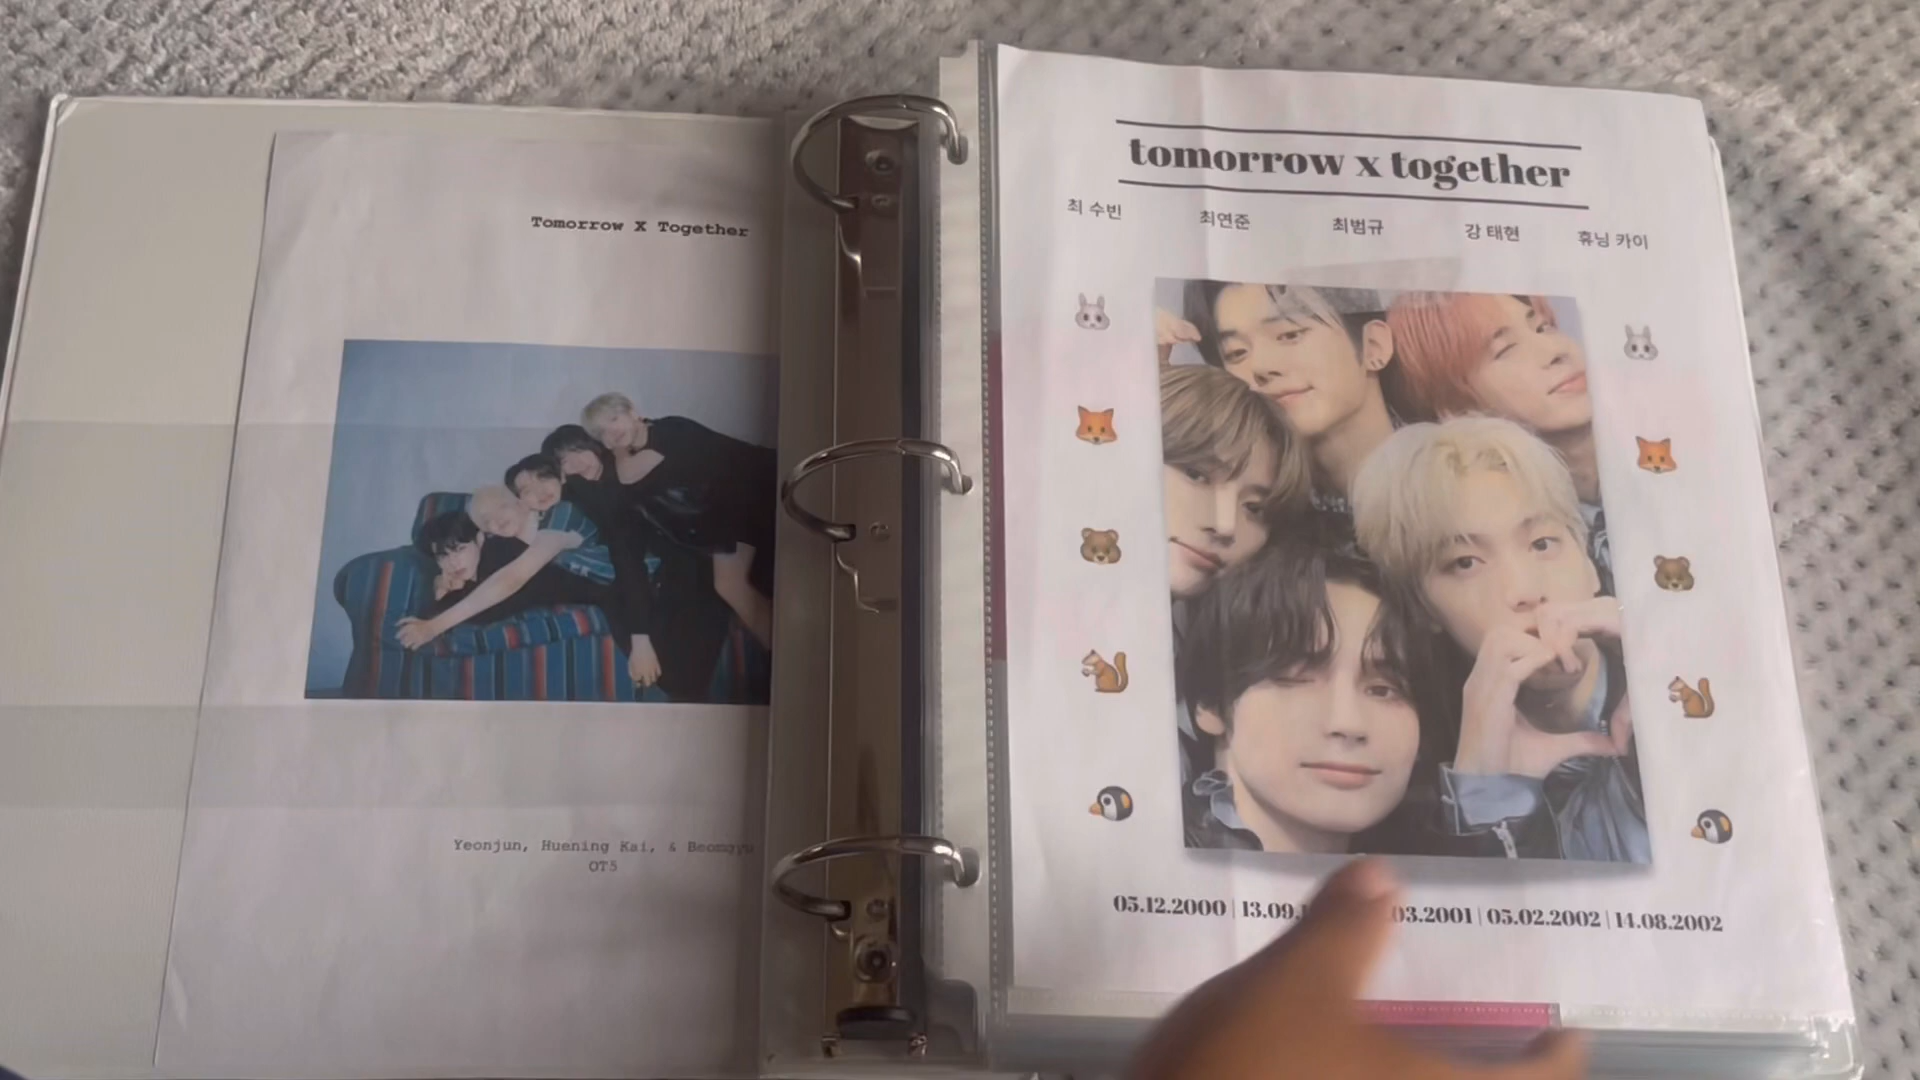 Tomorrow X Together
Yeonjun, Huening Kai, & Beomgyu
OT5
tomorrow x together
최 수빈 최연준 최범규 강 태현 휴닝 카이
05.12.2000 | 13.09. 03.2001 | 05.02.2002 | 14.08.2002